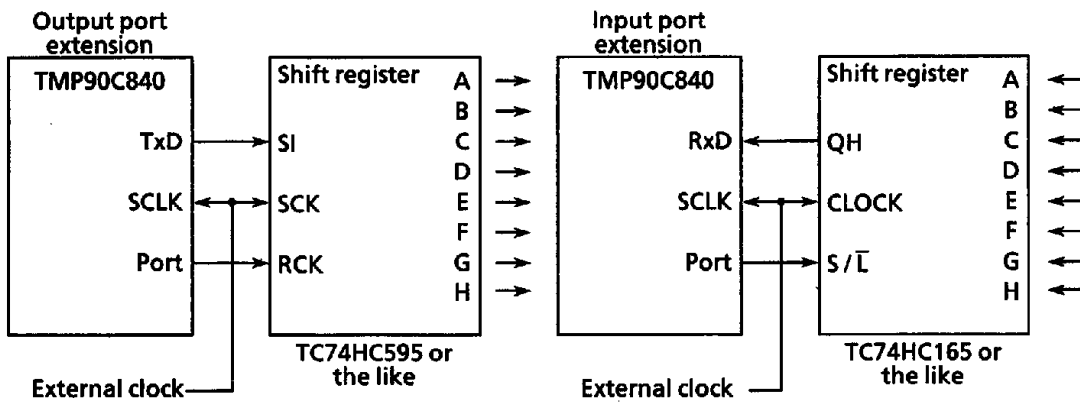 Output port
extension
TMP90C840
TxD
SCLK
Port
Shift register
SI
SCK
RCK
A
B
C
D
E
F
G
H
TC74HC595 or
the like
External clock
Input port
extension
TMP90C840
RxD
SCLK
Port
Shift register
QH
CLOCK
S/L̅
A
B
C
D
E
F
G
H
TC74HC165 or
the like
External clock